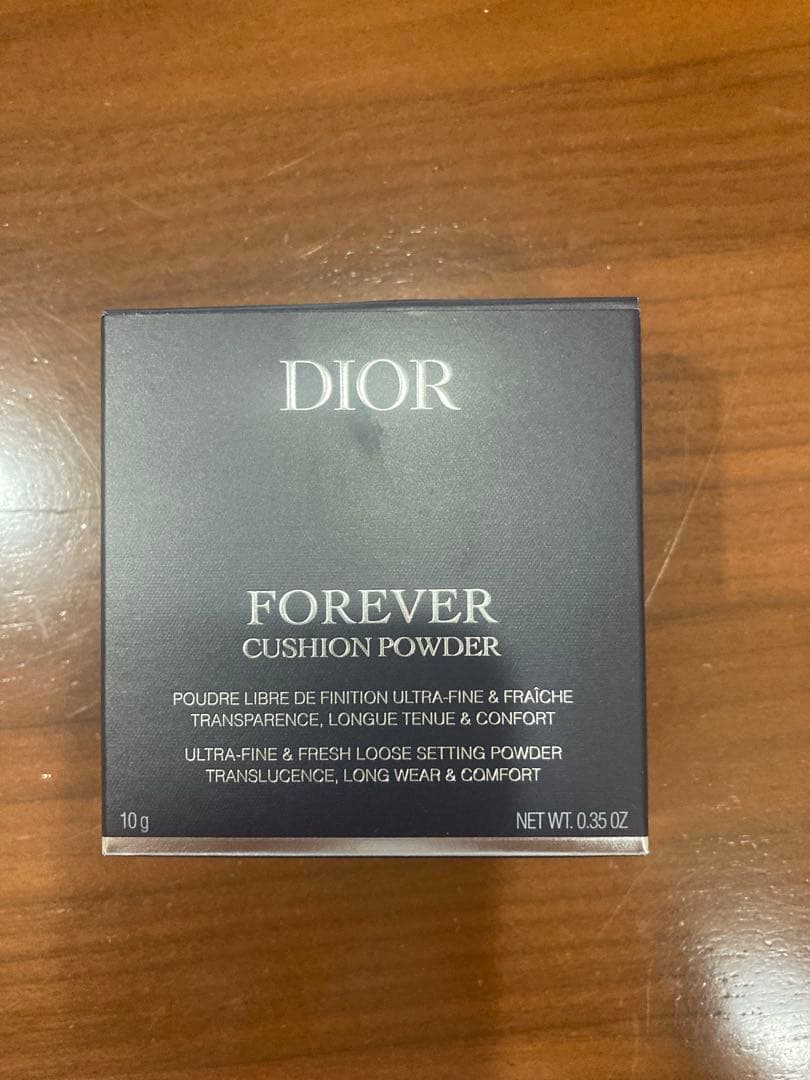 DIOR
FOREVER
CUSHION POWDER
POUDRE LIBRE DE FINITION ULTRA-FINE & FRAÎCHE
TRANSPARENCE, LONGUE TENUE & CONFORT
ULTRA-FINE & FRESH LOOSE SETTING POWDER
TRANSLUCENCE, LONG WEAR & COMFORT
10 g NET WT. 0.35 OZ